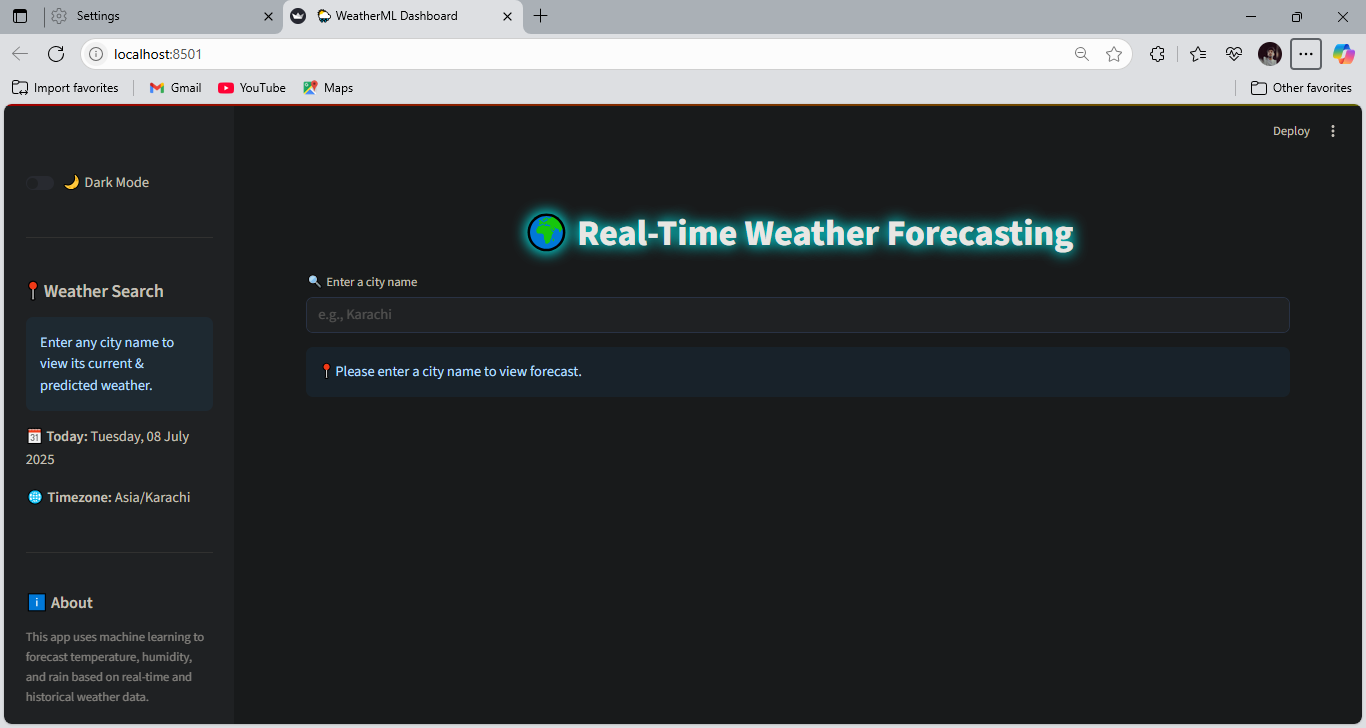 Settings
WeatherML Dashboard
localhost:8501
Import favorites
Gmail
YouTube
Maps
Other favorites
Deploy
Dark Mode
Weather Search
Enter any city name to
view its current &
predicted weather.
31 Today: Tuesday, 08 July
2025
Timezone: Asia/Karachi
i About
This app uses machine learning to
forecast temperature, humidity,
and rain based on real-time and
historical weather data.
Real-Time Weather Forecasting
Enter a city name
e.g., Karachi
Please enter a city name to view forecast.